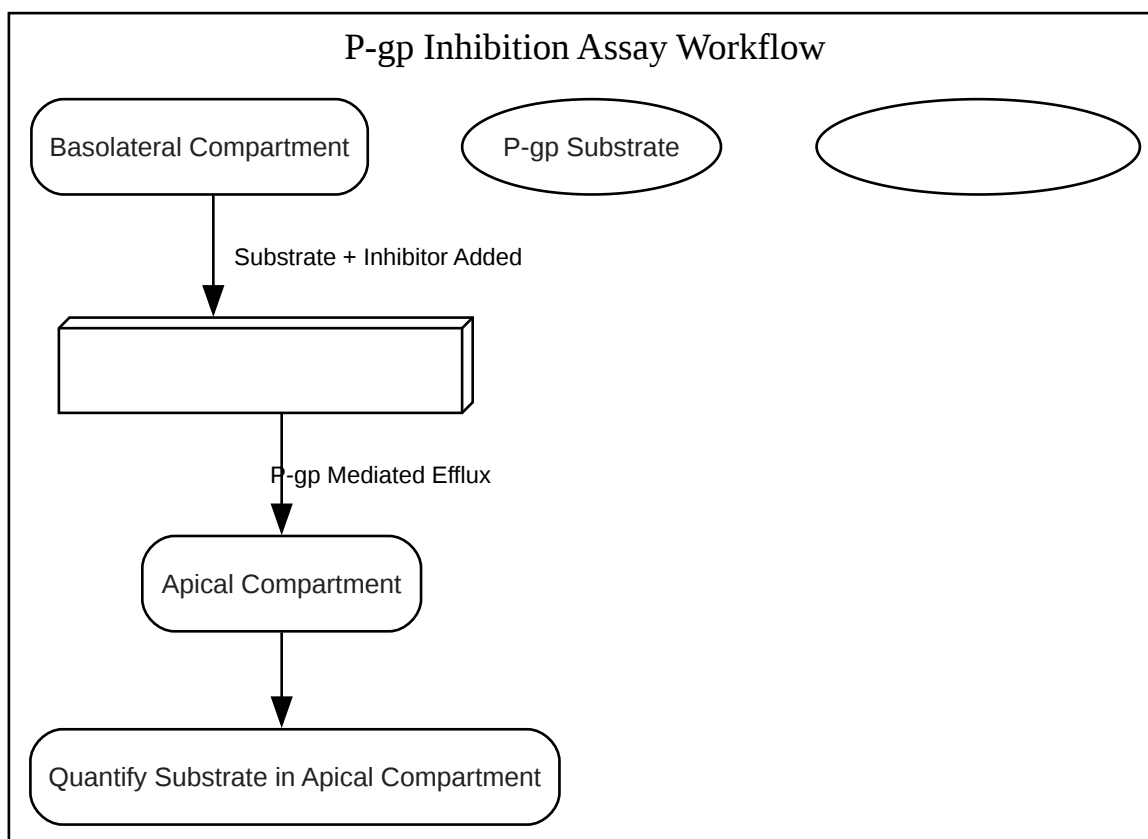 P-gp Inhibition Assay Workflow
Basolateral Compartment
P-gp Substrate
Substrate + Inhibitor Added
P-gp Mediated Efflux
Apical Compartment
Quantify Substrate in Apical Compartment